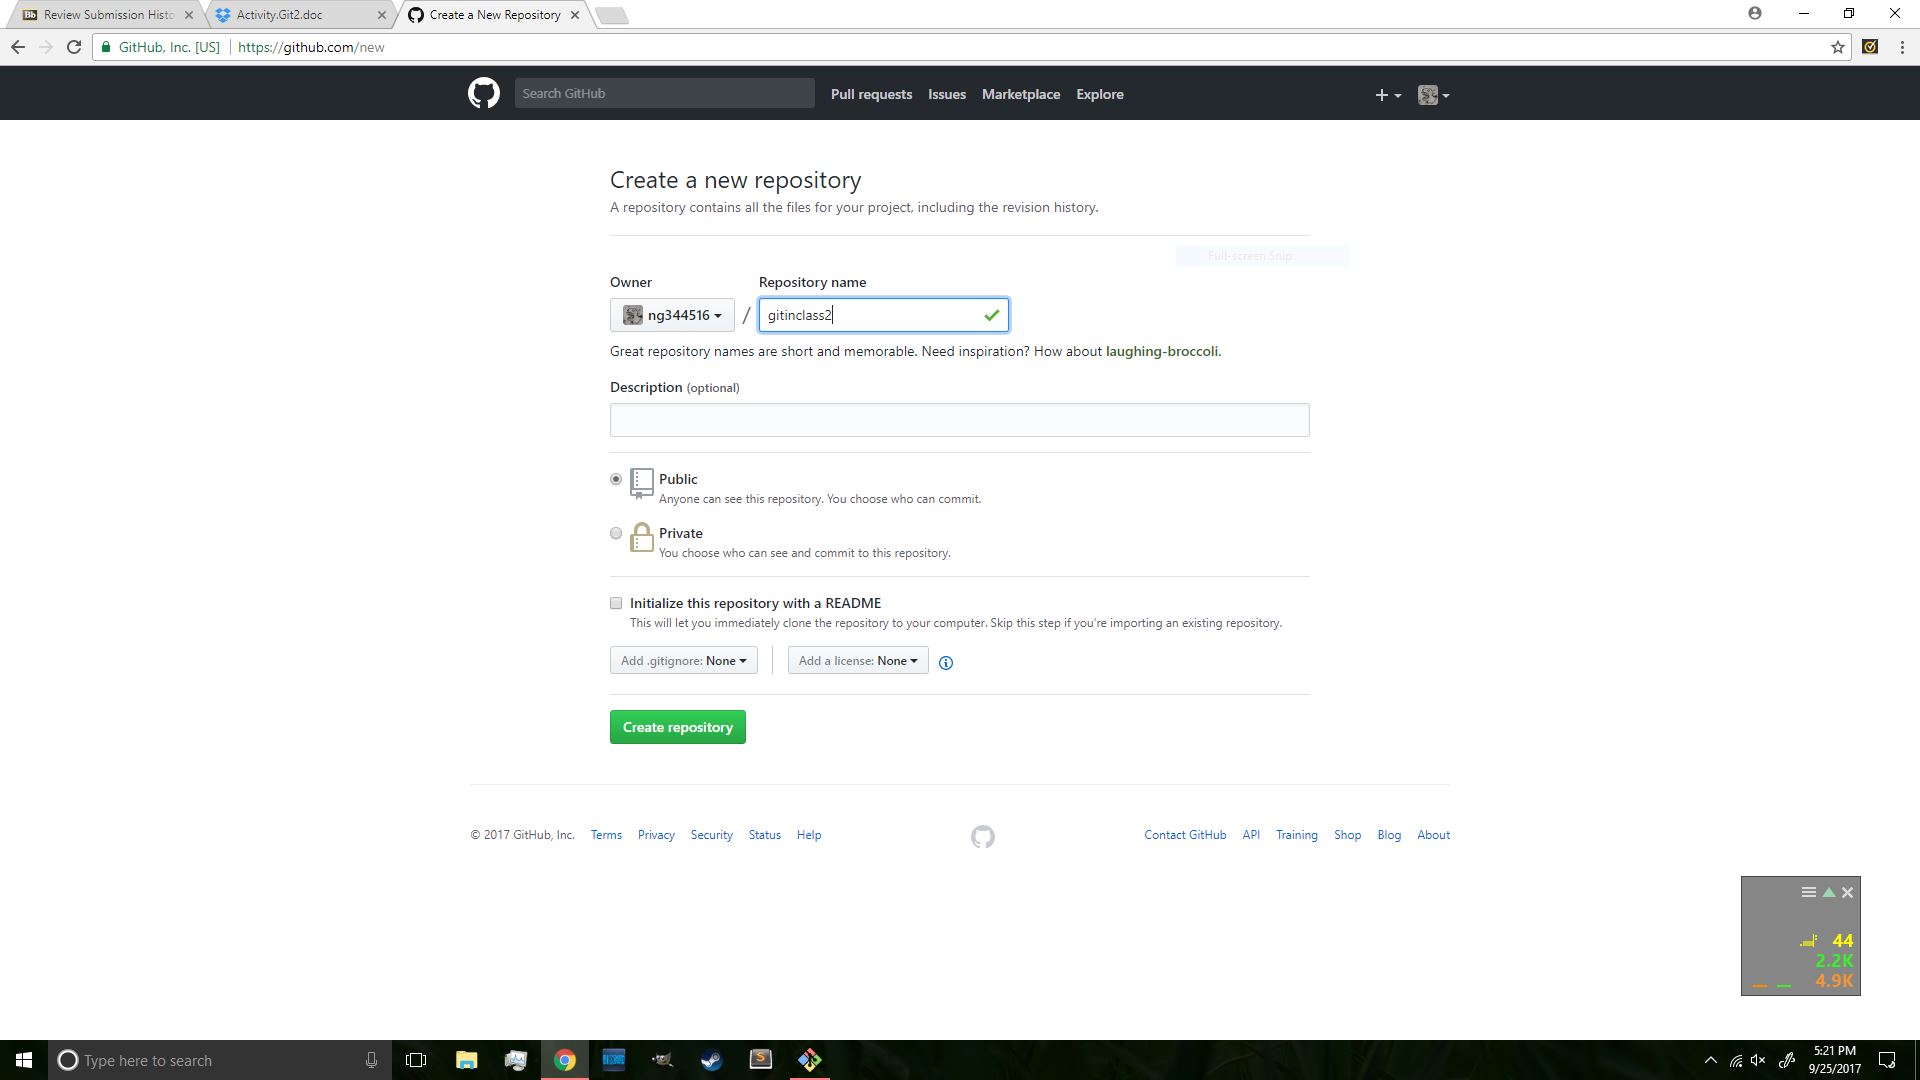 Bb Review Submission Histo
Activity.Git2.doc
Create a New Repository
GitHub, Inc. [US] https://github.com/new
Search GitHub
Pull requests Issues Marketplace Explore
Create a new repository
A repository contains all the files for your project, including the revision history.
Full-screen Snip
Owner Repository name
ng344516 / gitinclass2
Great repository names are short and memorable. Need inspiration? How about laughing-broccoli.
Description (optional)
Public
Anyone can see this repository. You choose who can commit.
Private
You choose who can see and commit to this repository.
Initialize this repository with a README
This will let you immediately clone the repository to your computer. Skip this step if you're importing an existing repository.
Add .gitignore: None Add a license: None
Create repository
© 2017 GitHub, Inc. Terms Privacy Security Status Help Contact GitHub API Training Shop Blog About
44
2.2K
4.9K
Type here to search
5:21 PM
9/25/2017